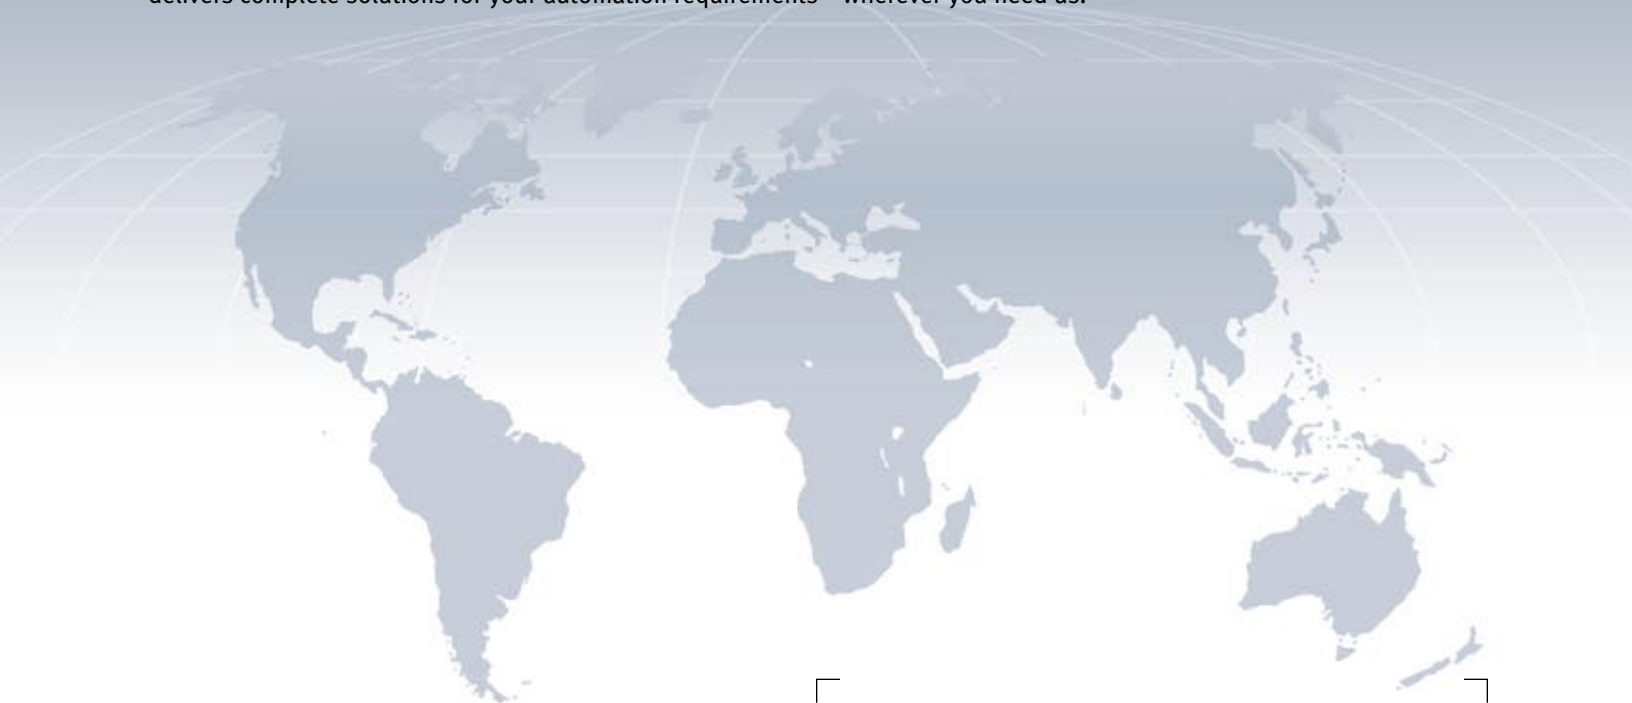 delivers complete solutions for your automation requirements – wherever you need us.